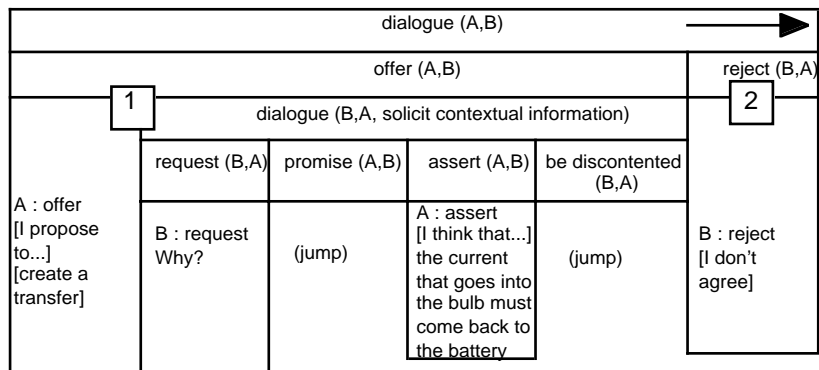 dialogue (A,B)
offer (A,B)
reject (B,A)
1
2
dialogue (B,A, solicit contextual information)
request (B,A)
promise (A,B)
assert (A,B)
be discontented
(B,A)
A : offer
[I propose
to...]
[create a
transfer]
B : request
Why?
(jump)
A : assert
[I think that...]
the current
that goes into
the bulb must
come back to
the battery
(jump)
B : reject
[I don't
agree]